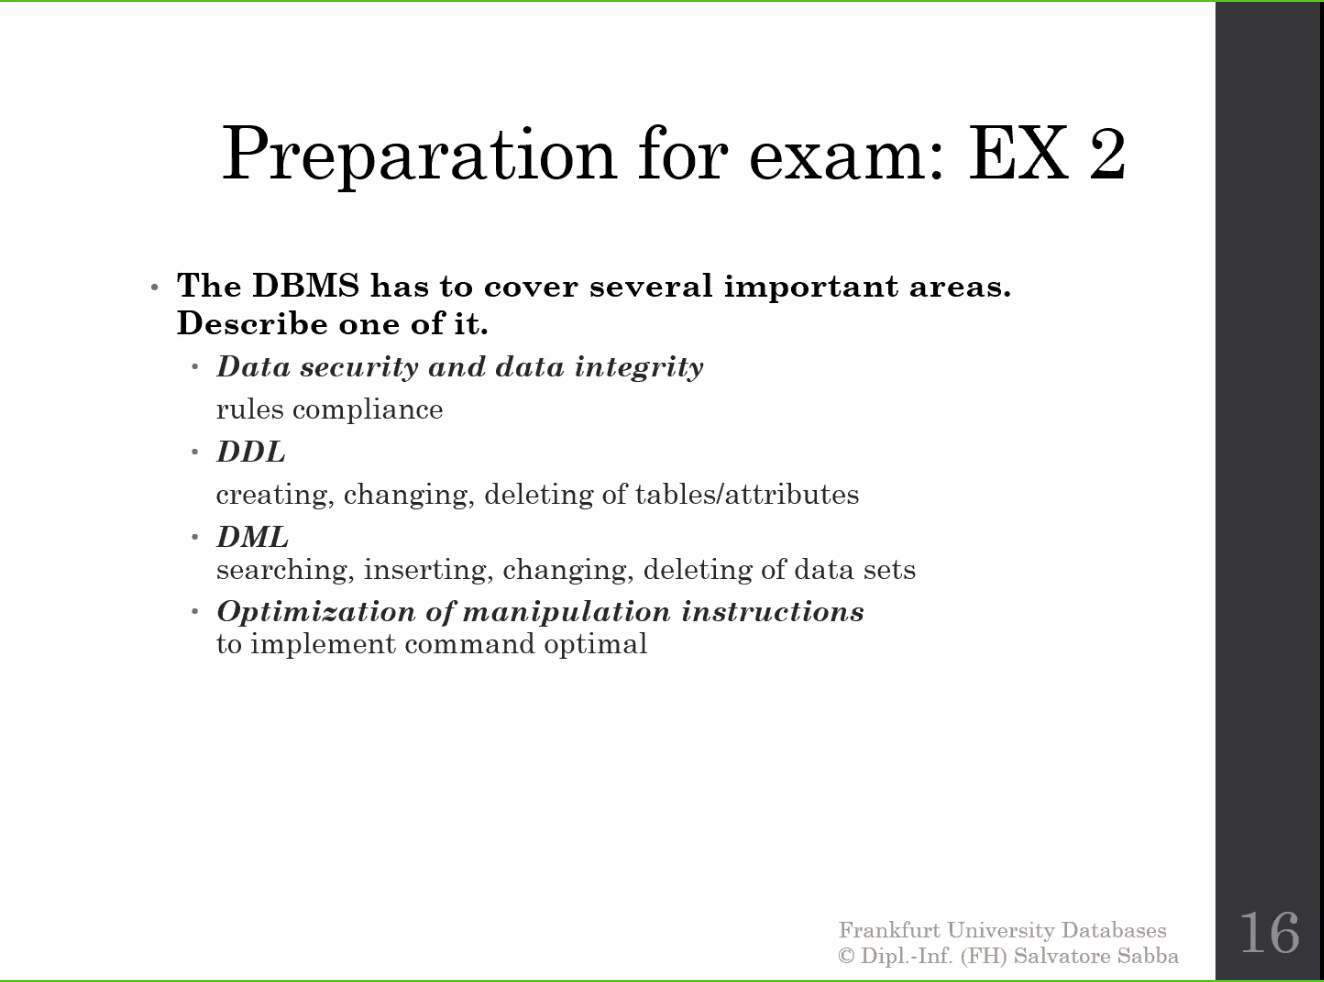 Preparation for exam: EX 2
• The DBMS has to cover several important areas.
Describe one of it.
• Data security and data integrity
rules compliance
• DDL
creating, changing, deleting of tables/attributes
• DML
searching, inserting, changing, deleting of data sets
• Optimization of manipulation instructions
to implement command optimal
Frankfurt University Databases
© Dipl.-Inf. (FH) Salvatore Sabba
16